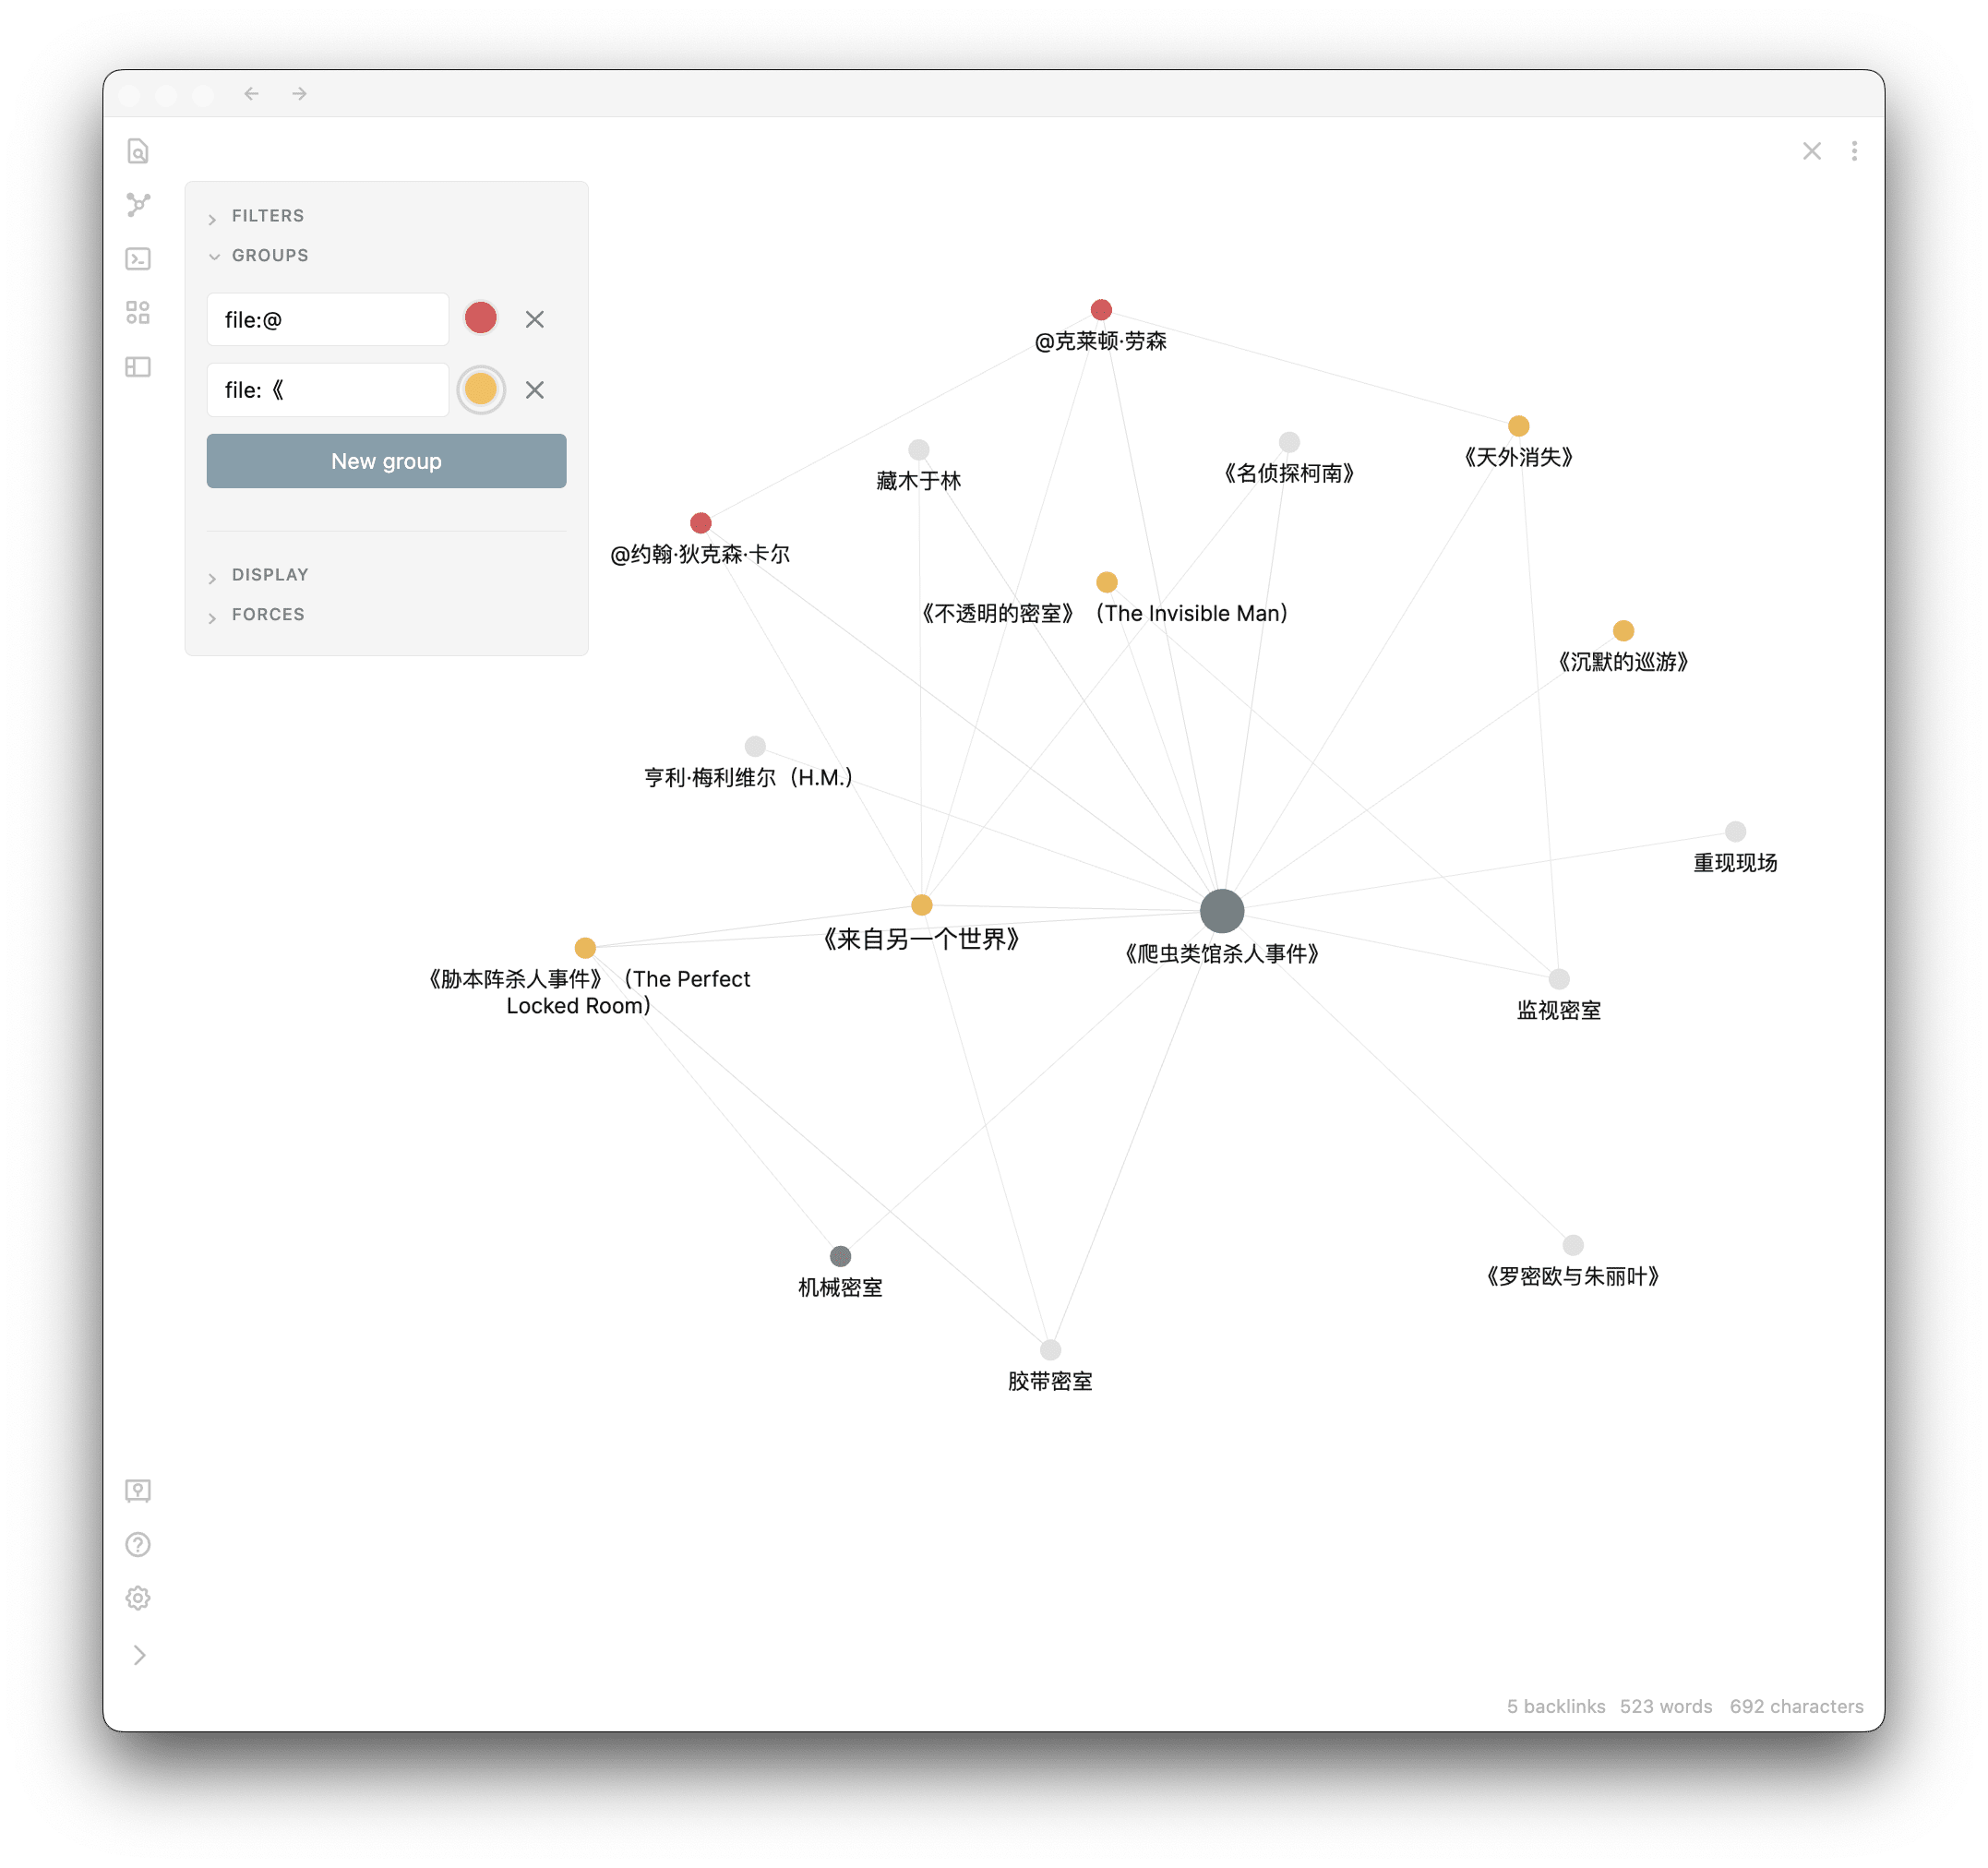 FILTERS
GROUPS
file:@
file:《
New group
DISPLAY
FORCES
@克莱顿·劳森
《天外消失》
《名侦探柯南》
藏木于林
@约翰·狄克森·卡尔
《不透明的密室》（The Invisible Man）
《沉默的巡游》
亨利·梅利维尔（H.M.）
重现现场
《来自另一个世界》
《爬虫类馆杀人事件》
《胁本阵杀人事件》（The Perfect
Locked Room）
监视密室
机械密室
《罗密欧与朱丽叶》
胶带密室
5 backlinks 523 words 692 characters